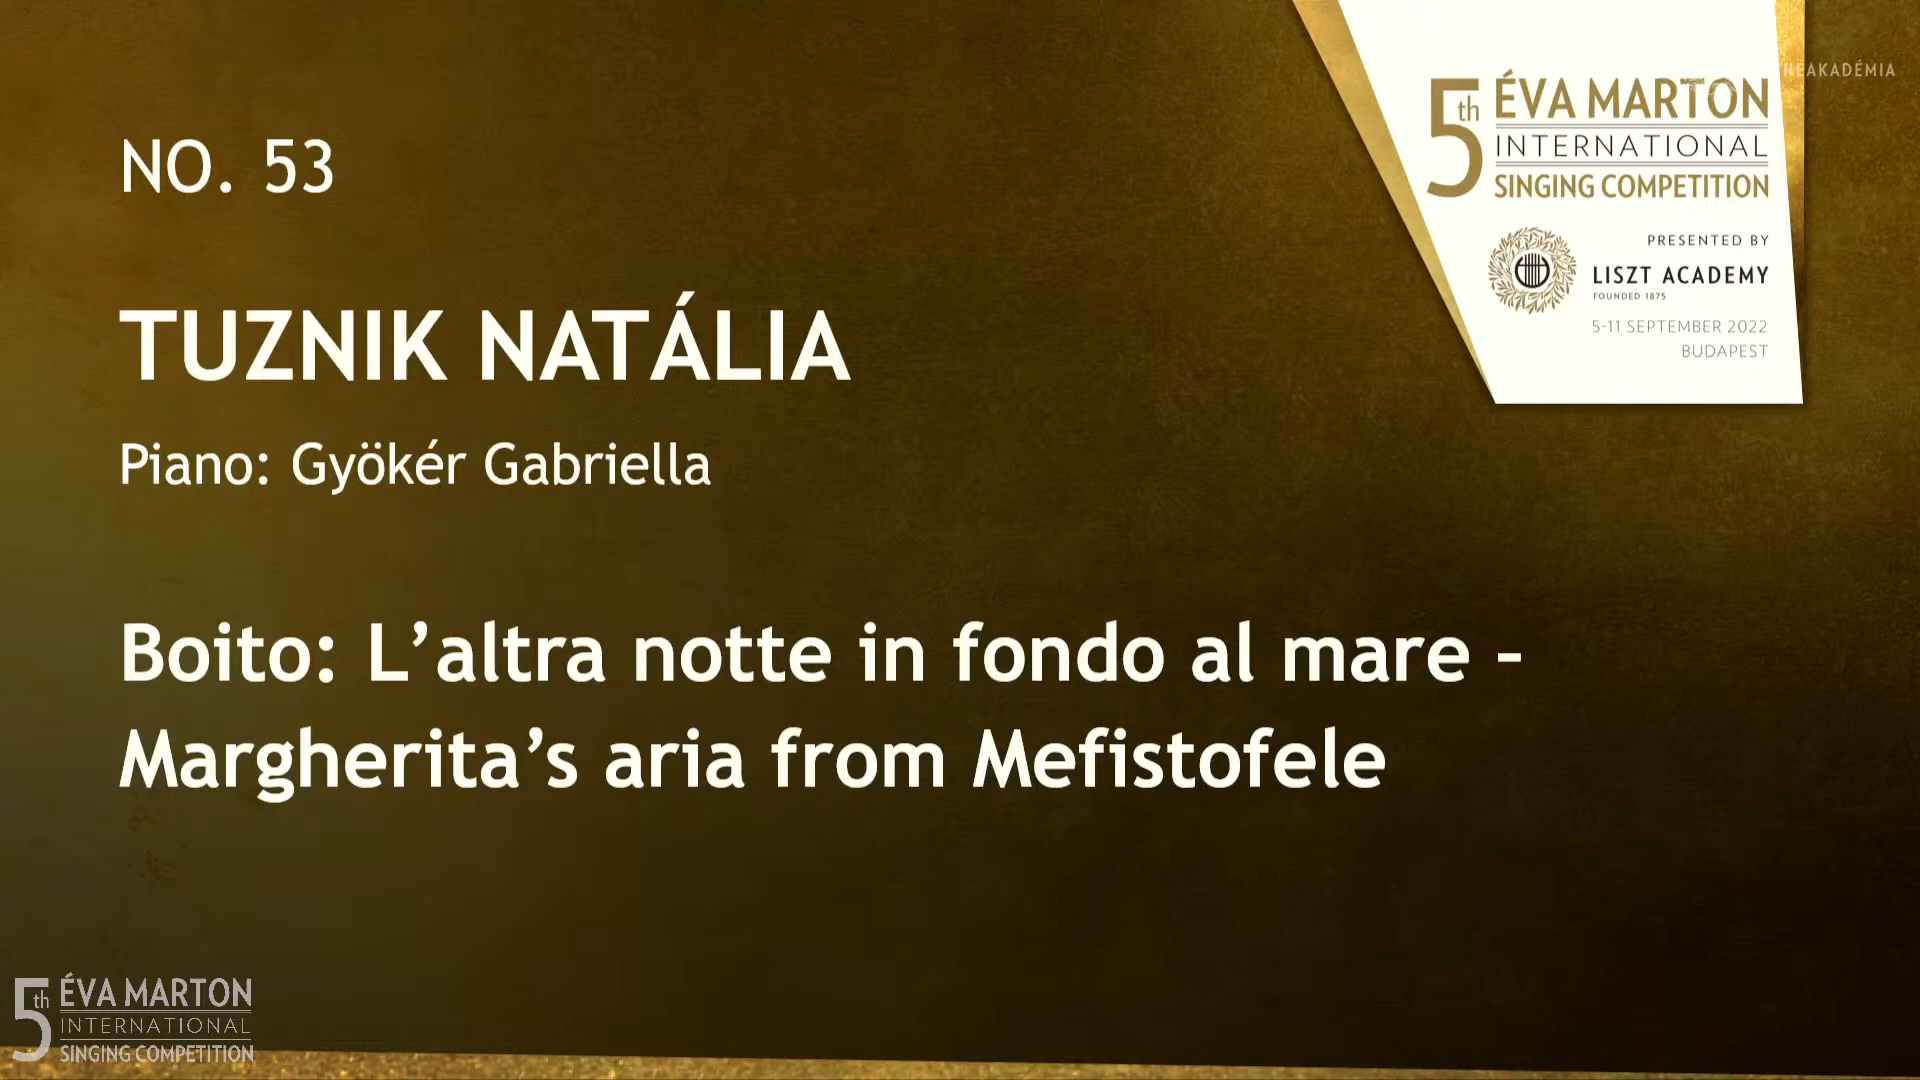 NO. 53
TUZNIK NATÁLIA
Piano: Gyökér Gabriella
Boito: L’altra notte in fondo al mare –
Margherita’s aria from Mefistofele
5th ÉVA MARTON
INTERNATIONAL
SINGING COMPETITION
PRESENTED BY
LISZT ACADEMY
FOUNDED 1875
5-11 SEPTEMBER 2022
BUDAPEST
5th ÉVA MARTON
INTERNATIONAL
SINGING COMPETITION